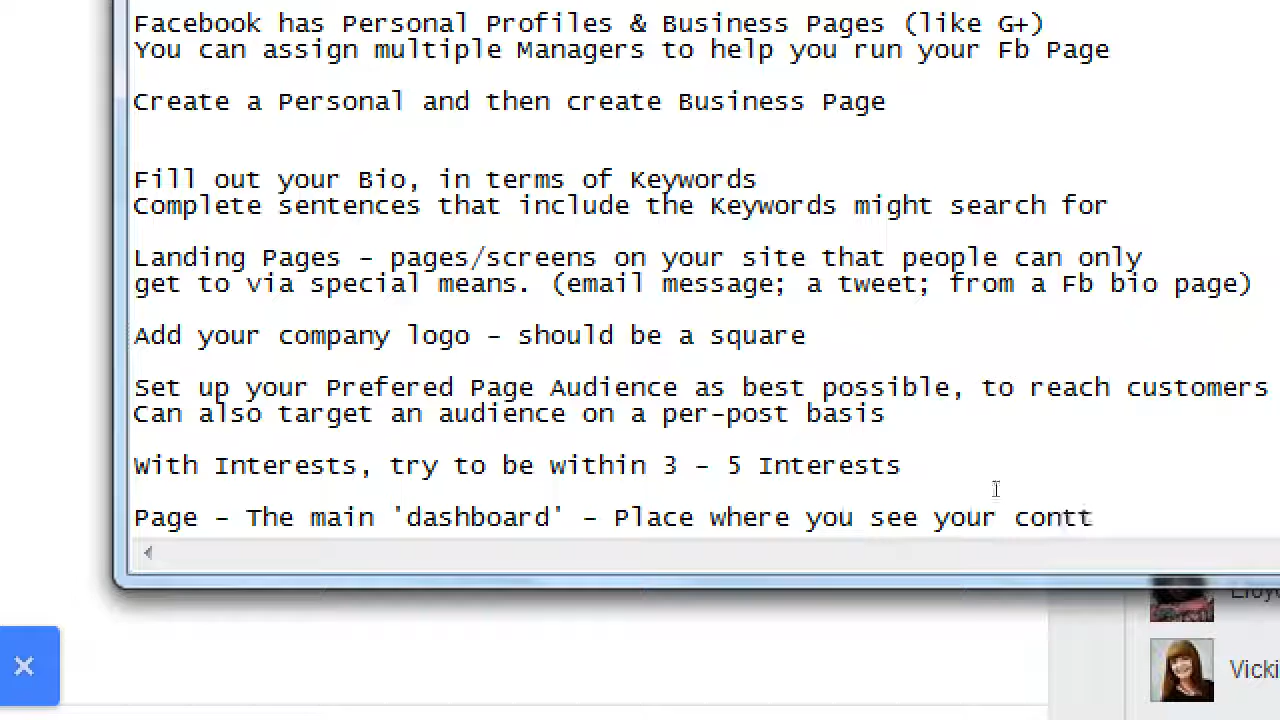 Facebook has Personal Profiles & Business Pages (like G+)
You can assign multiple Managers to help you run your Fb Page
Create a Personal and then create Business Page
Fill out your Bio, in terms of Keywords
Complete sentences that include the Keywords might search for
Landing Pages - pages/screens on your site that people can only
get to via special means. (email message; a tweet; from a Fb bio page)
Add your company logo - should be a square
Set up your Prefered Page Audience as best possible, to reach customers
Can also target an audience on a per-post basis
With Interests, try to be within 3 - 5 Interests
Page - The main 'dashboard' - Place where you see your contt
Vicki